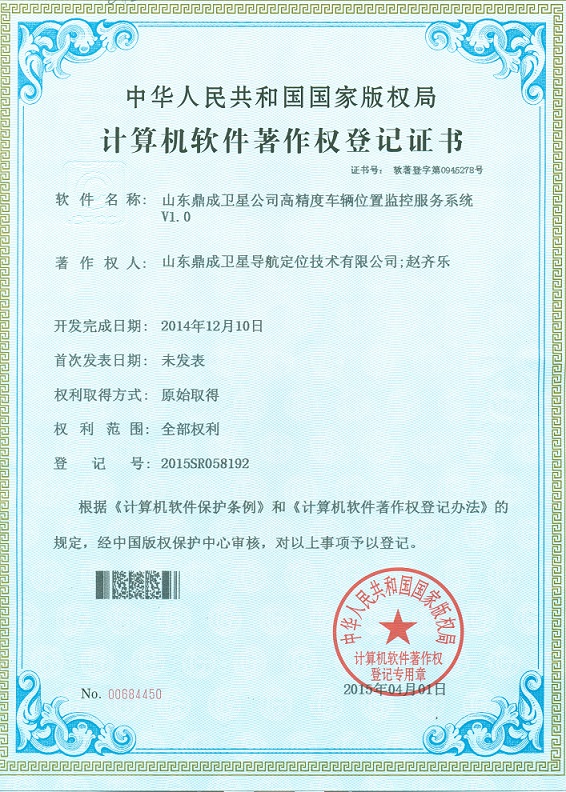 中华人民共和国国家版权局
计算机软件著作权登记证书
证书号： 软著登字第0945278号
软件名称： 山东鼎成卫星公司高精度车辆位置监控服务系统
V1.0
著作权人： 山东鼎成卫星导航定位技术有限公司;赵齐乐
开发完成日期： 2014年12月10日
首次发表日期： 未发表
权利取得方式： 原始取得
权利范围： 全部权利
登记号： 2015SR058192
根据《计算机软件保护条例》和《计算机软件著作权登记办法》的
规定，经中国版权保护中心审核，对以上事项予以登记。
中华人民共和国国家版权局
计算机软件著作权
登记专用章
No. 00684450
2015年04月01日